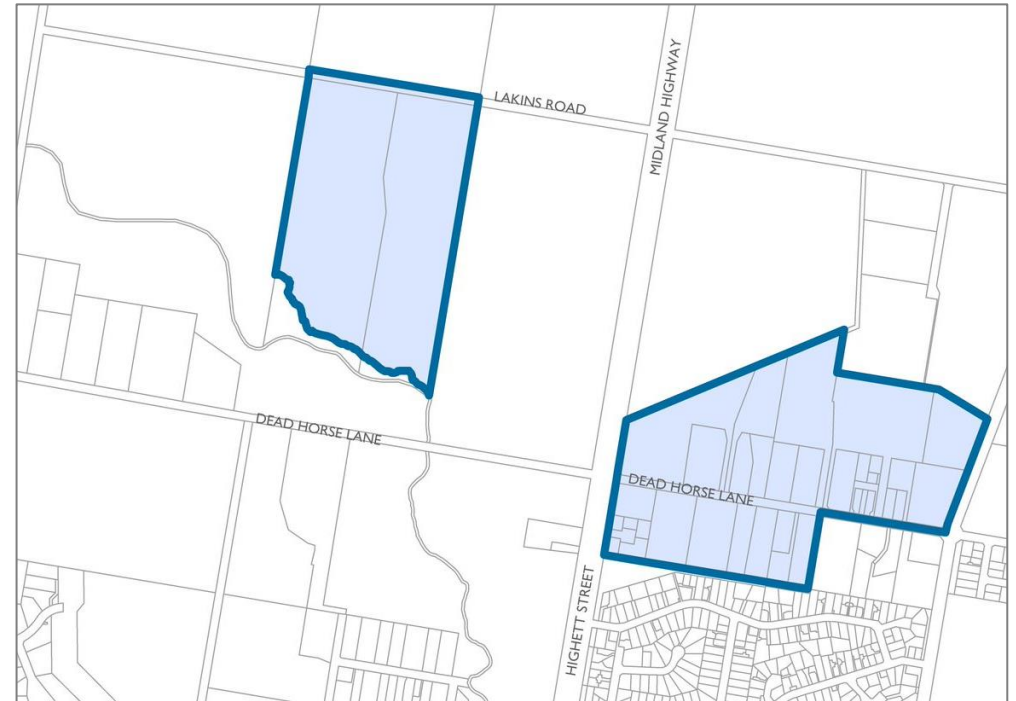 LAKINS ROAD
MIDLAND HIGHWAY
DEAD HORSE LANE
DEAD HORSE LANE
HIGHETT STREET